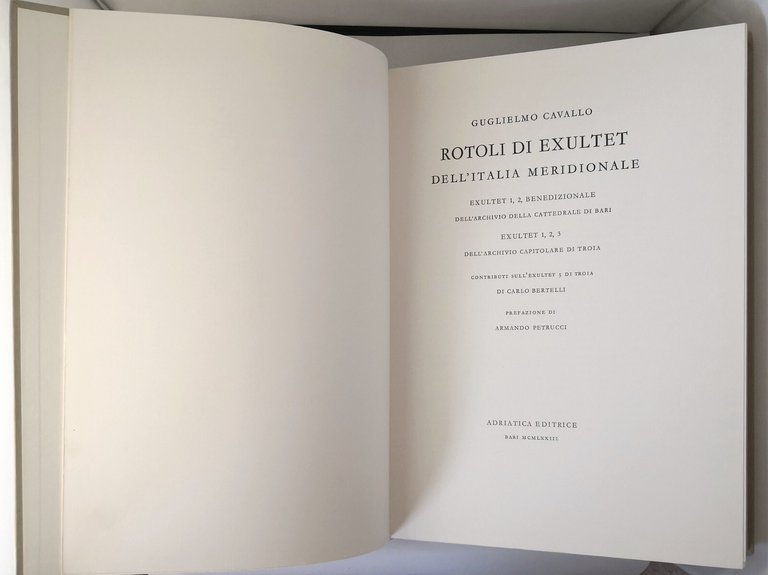 GUGLIELMO CAVALLO
ROTOLI DI EXULTET
DELL'ITALIA MERIDIONALE
EXULTET 1, 2, BENEDIZIONALE
DELL'ARCHIVIO DELLA CATTEDRALE DI BARI
EXULTET 1, 2, 3
DELL'ARCHIVIO CAPITOLARE DI TROIA
CONTRIBUTI SULL'EXULTET 3 DI TROIA
DI CARLO BERTELLI
PREFAZIONE DI
ARMANDO PETRUCCI
ADRIATICA EDITRICE
BARI MCMLXXIII